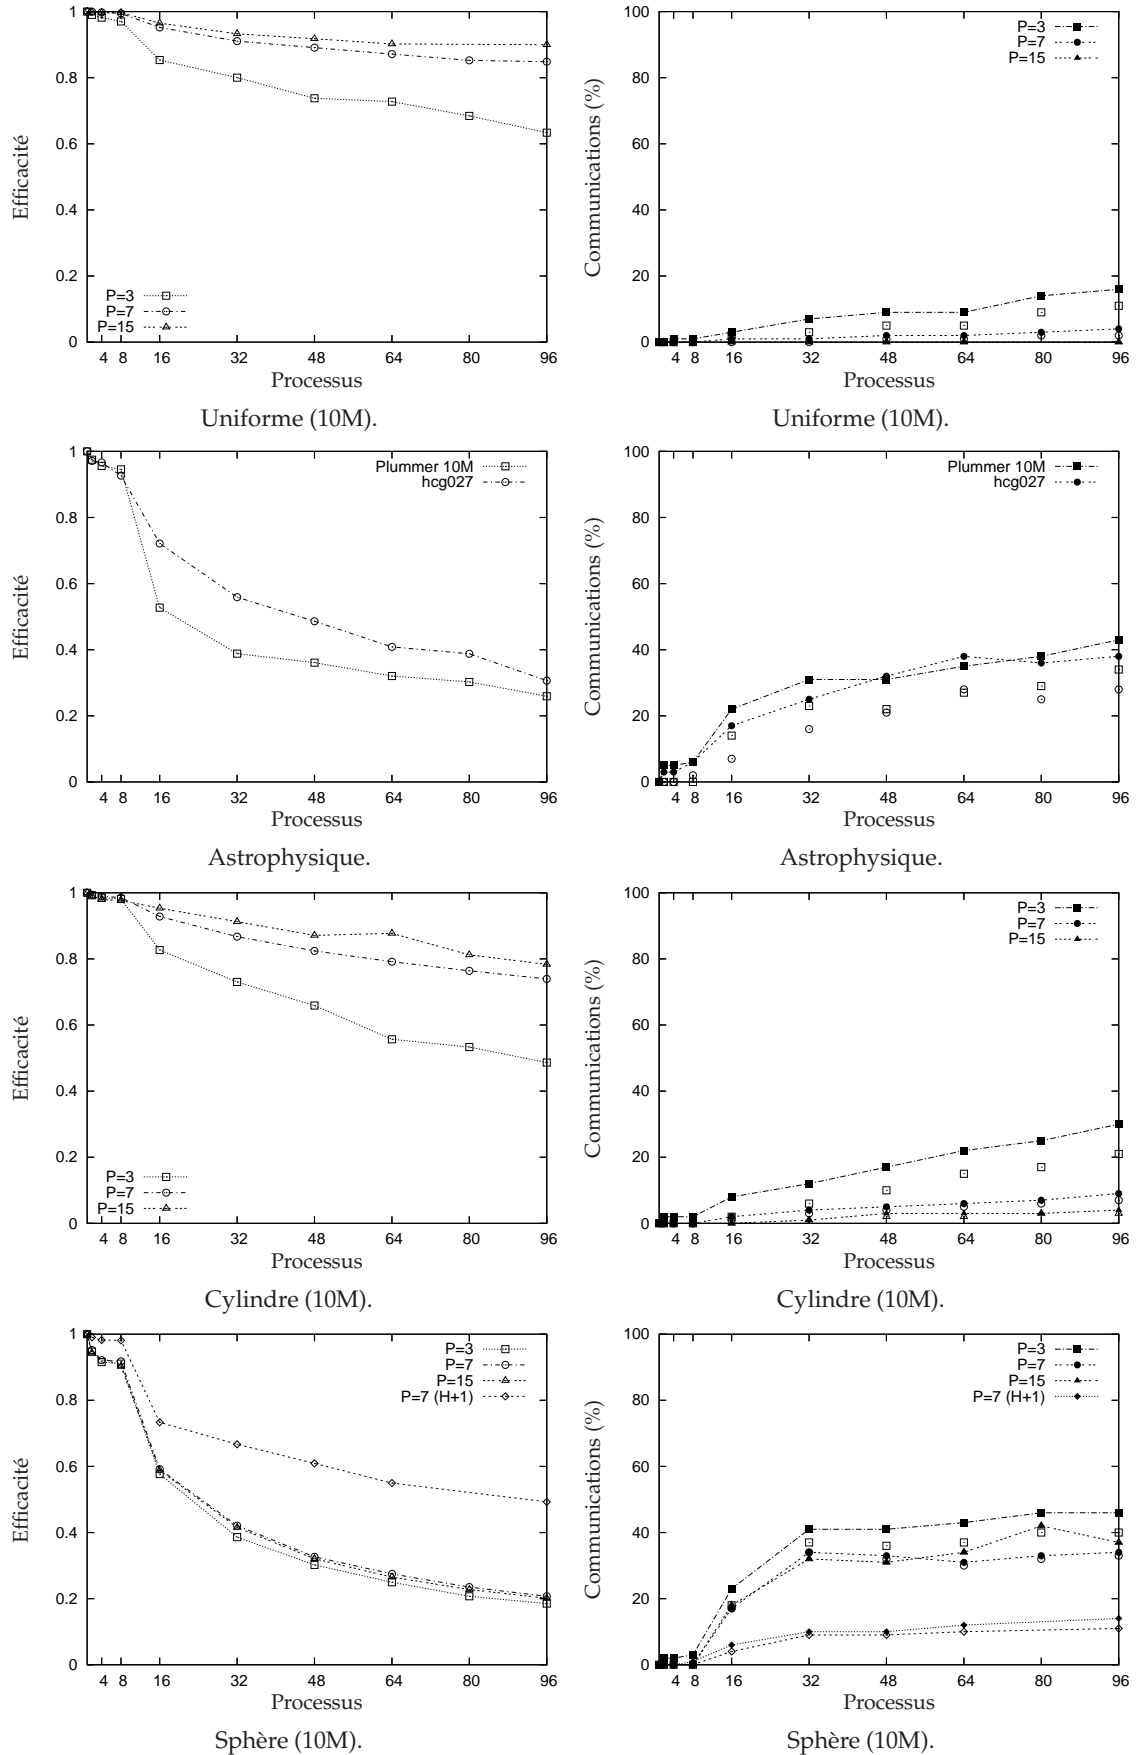 1
0.8
0.6
0.4
0.2
0
Efficacité
P=3
P=7
P=15
4 8 16 32 48 64 80 96
Processus
Uniforme (10M).
100
80
60
40
20
0
Communications (%)
P=3
P=7
P=15
4 8 16 32 48 64 80 96
Processus
Uniforme (10M).
1
0.8
0.6
0.4
0.2
0
Efficacité
Plummer 10M
hcg027
4 8 16 32 48 64 80 96
Processus
Astrophysique.
100
80
60
40
20
0
Communications (%)
Plummer 10M
hcg027
4 8 16 32 48 64 80 96
Processus
Astrophysique.
1
0.8
0.6
0.4
0.2
0
Efficacité
P=3
P=7
P=15
4 8 16 32 48 64 80 96
Processus
Cylindre (10M).
100
80
60
40
20
0
Communications (%)
P=3
P=7
P=15
4 8 16 32 48 64 80 96
Processus
Cylindre (10M).
1
0.8
0.6
0.4
0.2
0
Efficacité
P=3
P=7
P=15
P=7 (H+1)
4 8 16 32 48 64 80 96
Processus
Sphère (10M).
100
80
60
40
20
0
Communications (%)
P=3
P=7
P=15
P=7 (H+1)
4 8 16 32 48 64 80 96
Processus
Sphère (10M).